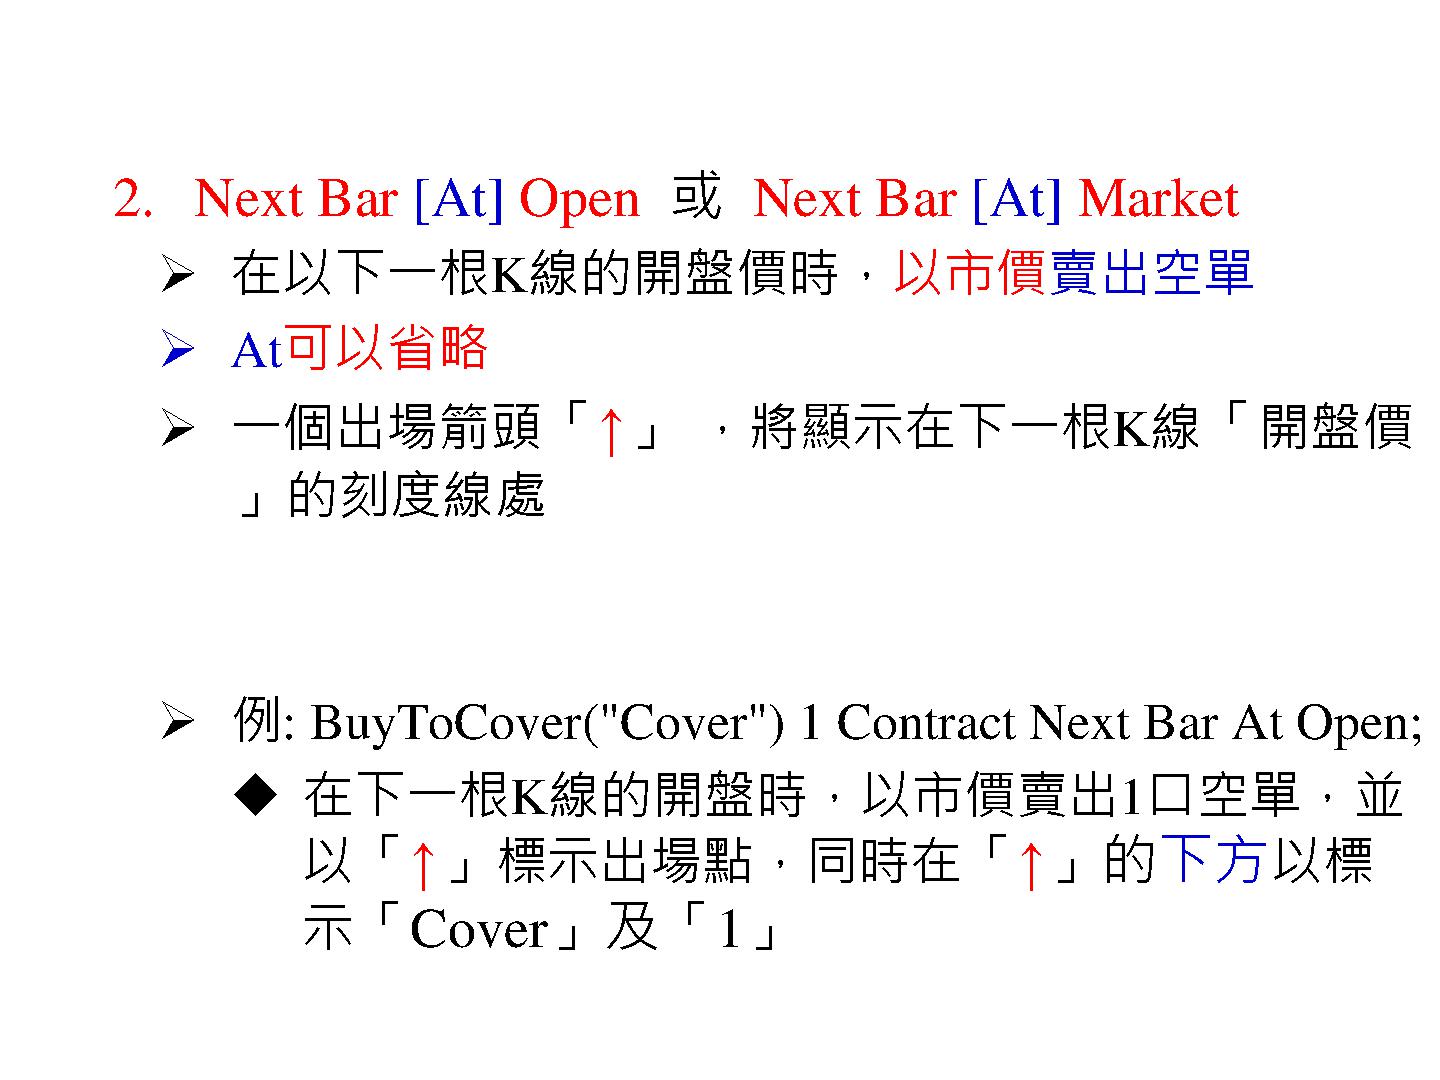 2. Next Bar [At] Open 或 Next Bar [At] Market
➢ 在以下一根K線的開盤價時，以市價賣出空單
➢ At可以省略
➢ 一個出場箭頭「↑」，將顯示在下一根K線「開盤價
」的刻度線處
➢ 例: BuyToCover("Cover") 1 Contract Next Bar At Open;
◆ 在下一根K線的開盤時，以市價賣出1口空單，並
以「↑」標示出場點，同時在「↑」的下方以標
示「Cover」及「1」